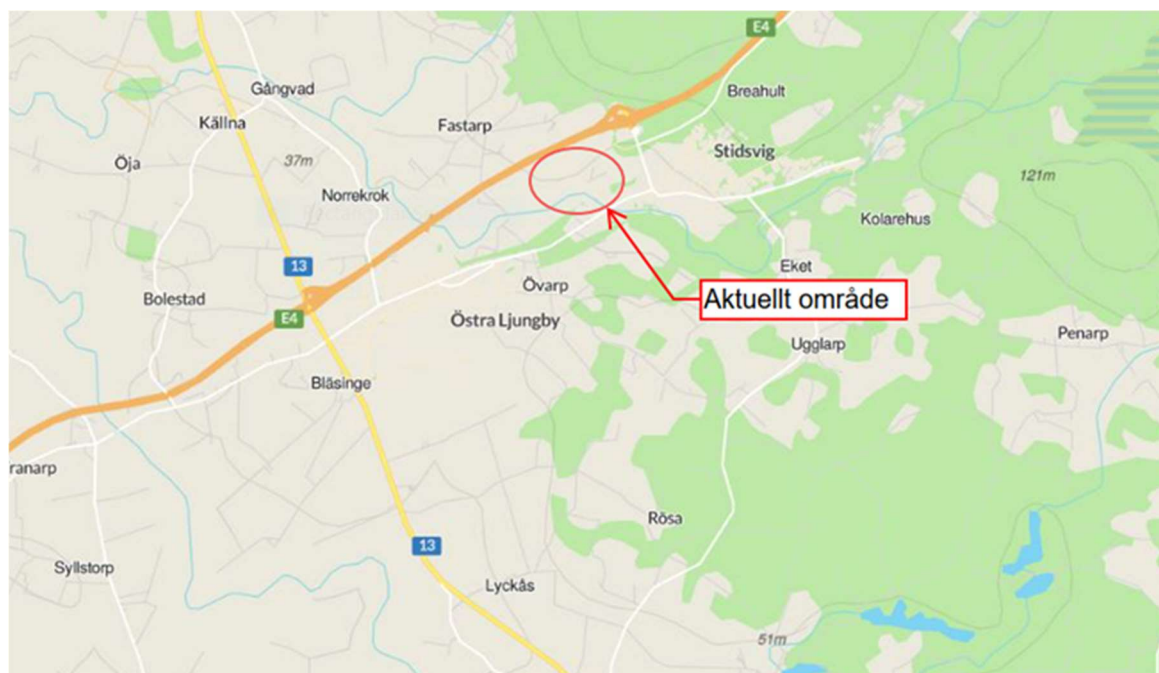 E4
Breahult
Gångvad
Källna
Fastarp
Stidsvig
Öja
37m
121m
Norrekrok
Kolarehus
13
Eket
Övarp
Bolestad
Aktuellt område
E4
Östra Ljungby
Penarp
Ugglarp
Bläsinge
ranarp
Rösa
13
Syllstorp
Lyckås
51m